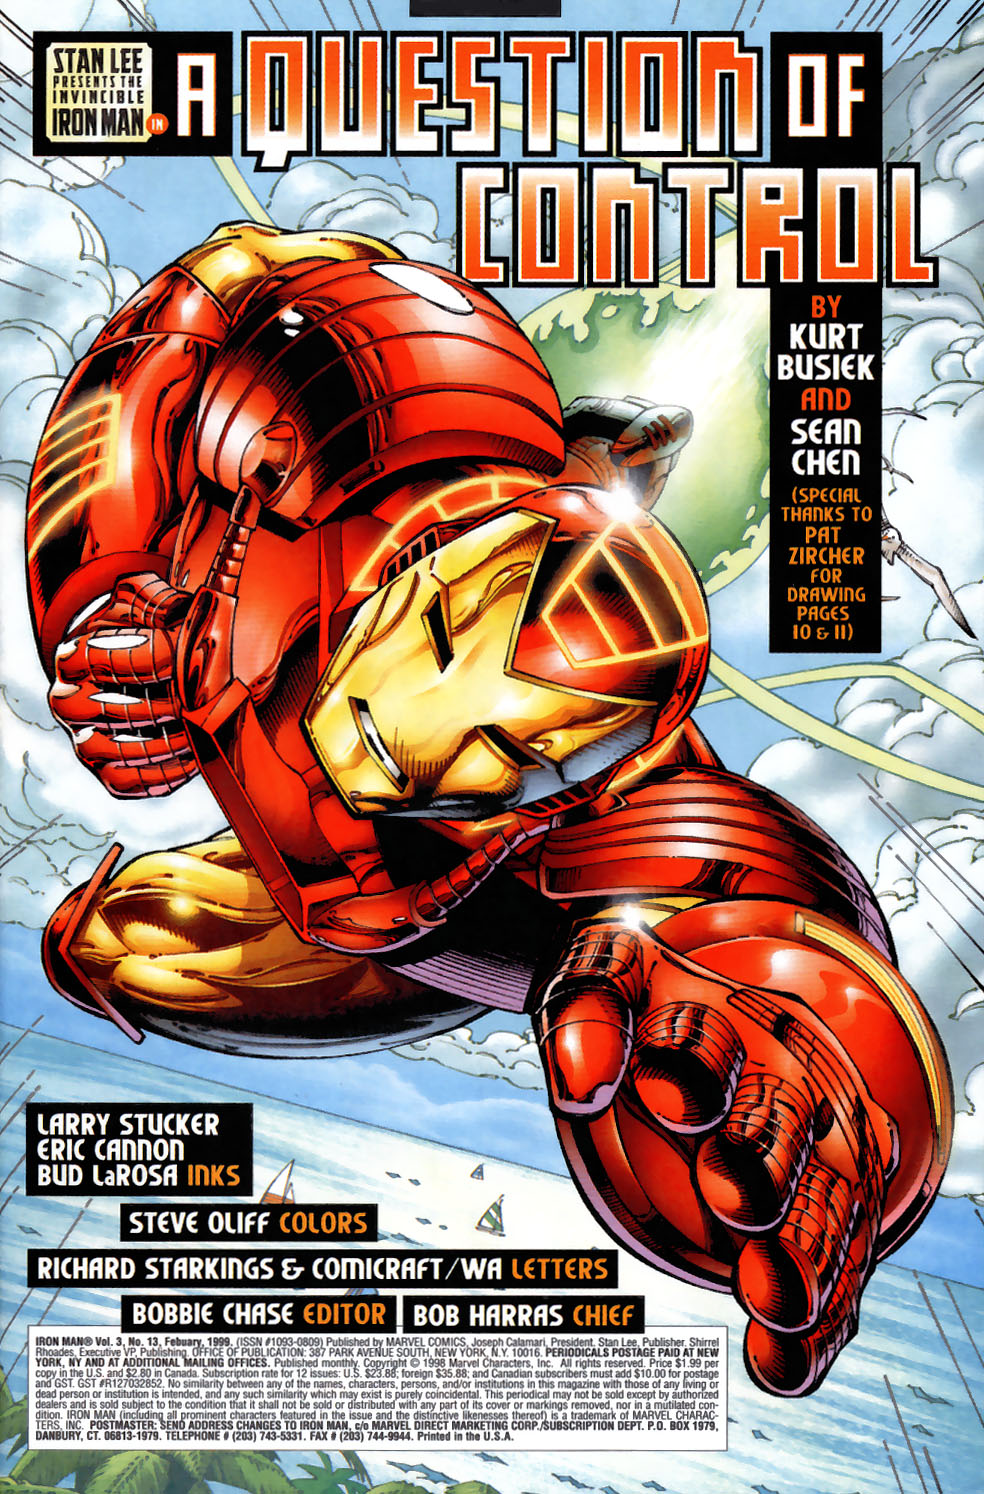 STAN LEE
PRESENTS THE
INVINCIBLE
IRON MAN IN
A QUESTION OF
CONTROL
BY
KURT
BUSIEK
AND
SEAN
CHEN
(SPECIAL
THANKS TO
PAT
ZIRCHER
FOR
DRAWING
PAGES
10 & 11)
LARRY STUCKER
ERIC CANNON
BUD LaROSA INKS
STEVE OLIFF COLORS
RICHARD STARKINGS & COMICRAFT/WA LETTERS
BOBBIE CHASE EDITOR
BOB HARRAS CHIEF
IRON MAN® Vol. 3, No. 13, Febuary, 1999. (ISSN #1093-0809) Published by MARVEL COMICS, Joseph Calamari, President. Stan Lee, Publisher. Shirrel
Rhoades, Executive VP, Publishing. OFFICE OF PUBLICATION: 387 PARK AVENUE SOUTH, NEW YORK, N.Y. 10016. PERIODICALS POSTAGE PAID AT NEW
YORK, NY AND AT ADDITIONAL MAILING OFFICES. Published monthly. Copyright © 1998 Marvel Characters, Inc. All rights reserved. Price $1.99 per
copy in the U.S. and $2.80 in Canada. Subscription rate for 12 issues: U.S. $23.88; foreign $35.88; and Canadian subscribers must add $10.00 for postage
and GST. GST #R127032852. No similarity between any of the names, characters, persons, and/or institutions in this magazine with those of any living or
dead person or institution is intended, and any such similarity which may exist is purely coincidental. This periodical may not be sold except by authorized
dealers and is sold subject to the condition that it shall not be sold or distributed with any part of its cover or markings removed, nor in a mutilated con-
dition. IRON MAN (including all prominent characters featured in the issue and the distinctive likenesses thereof) is a trademark of MARVEL CHARAC-
TERS, INC. POSTMASTER: SEND ADDRESS CHANGES TO IRON MAN, c/o MARVEL DIRECT MARKETING CORP./SUBSCRIPTION DEPT. P.O. BOX 1979,
DANBURY, CT. 06813-1979. TELEPHONE # (203) 743-5331. FAX # (203) 744-9944. Printed in the U.S.A.